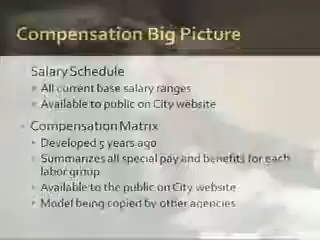 Compensation Big Picture
Salary Schedule
All current base salary ranges
Available to public on City website
Compensation Matrix
Developed 5 years ago
Summarizes all special pay and benefits for each
labor group
Available to the public on City website
Model being copied by other agencies